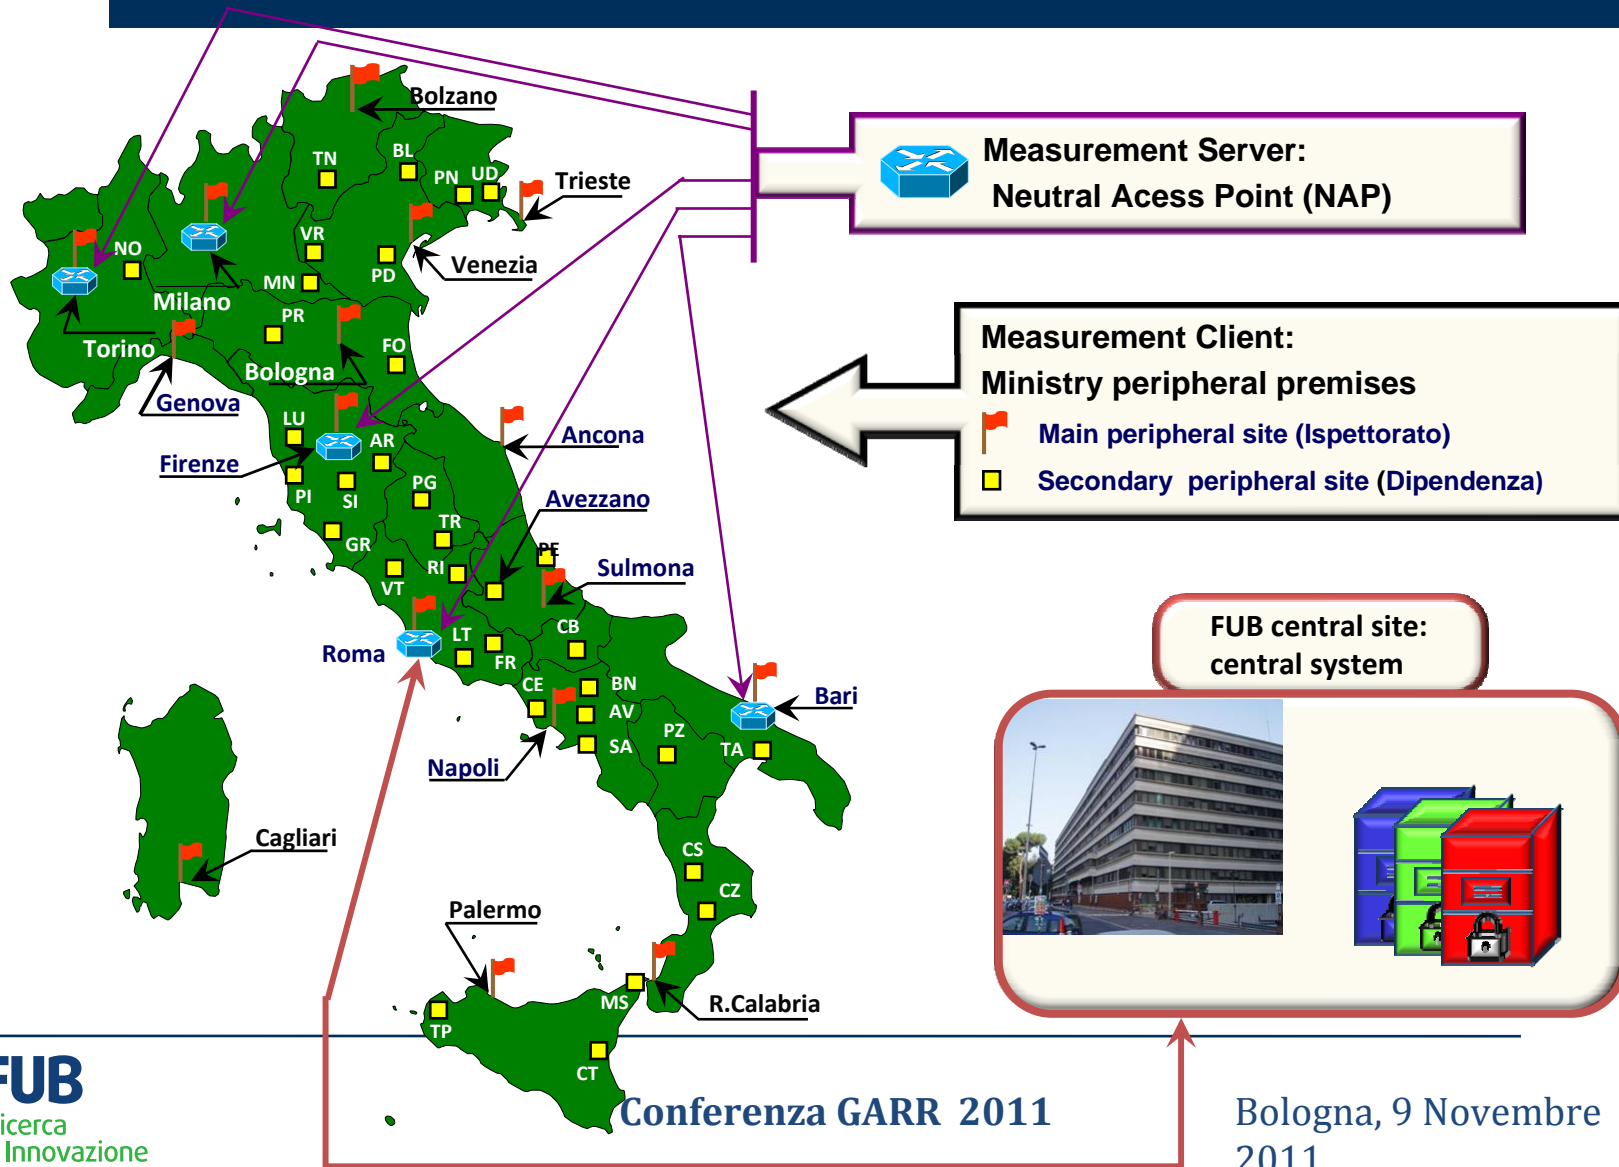 Bolzano
TN
BL
PN
UD
Trieste
NO
VR
MN
PD
Venezia
Milano
PR
Torino
Bologna
FO
Genova
LU
AR
Ancona
Firenze
PI
SI
PG
Avezzano
GR
TR
PE
VT
RI
Sulmona
Roma
LT
FR
CB
CE
BN
AV
Bari
SA
PZ
TA
Napoli
Cagliari
CS
CZ
Palermo
MS
R.Calabria
TP
CT
Measurement Server:
Neutral Acess Point (NAP)
Measurement Client:
Ministry peripheral premises
Main peripheral site (Ispettorato)
Secondary peripheral site (Dipendenza)
FUB central site:
central system
FUB
icerca
Innovazione
Conferenza GARR 2011
Bologna, 9 Novembre
2011